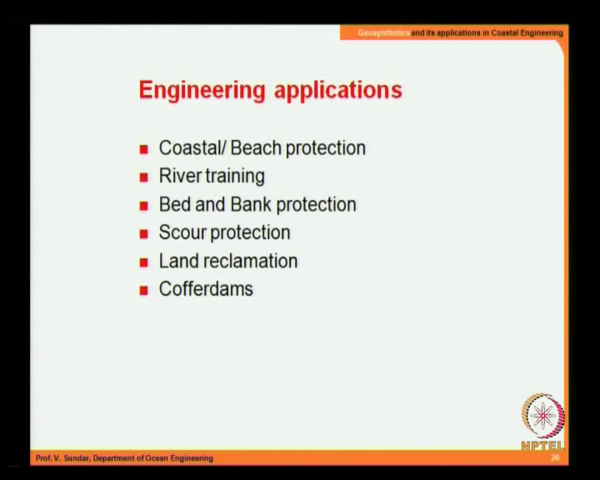 Geosynthetics and its applications in Coastal Engineering
Engineering applications
Coastal/ Beach protection
River training
Bed and Bank protection
Scour protection
Land reclamation
Cofferdams
NPTEL
Prof. V. Sundar, Department of Ocean Engineering
26